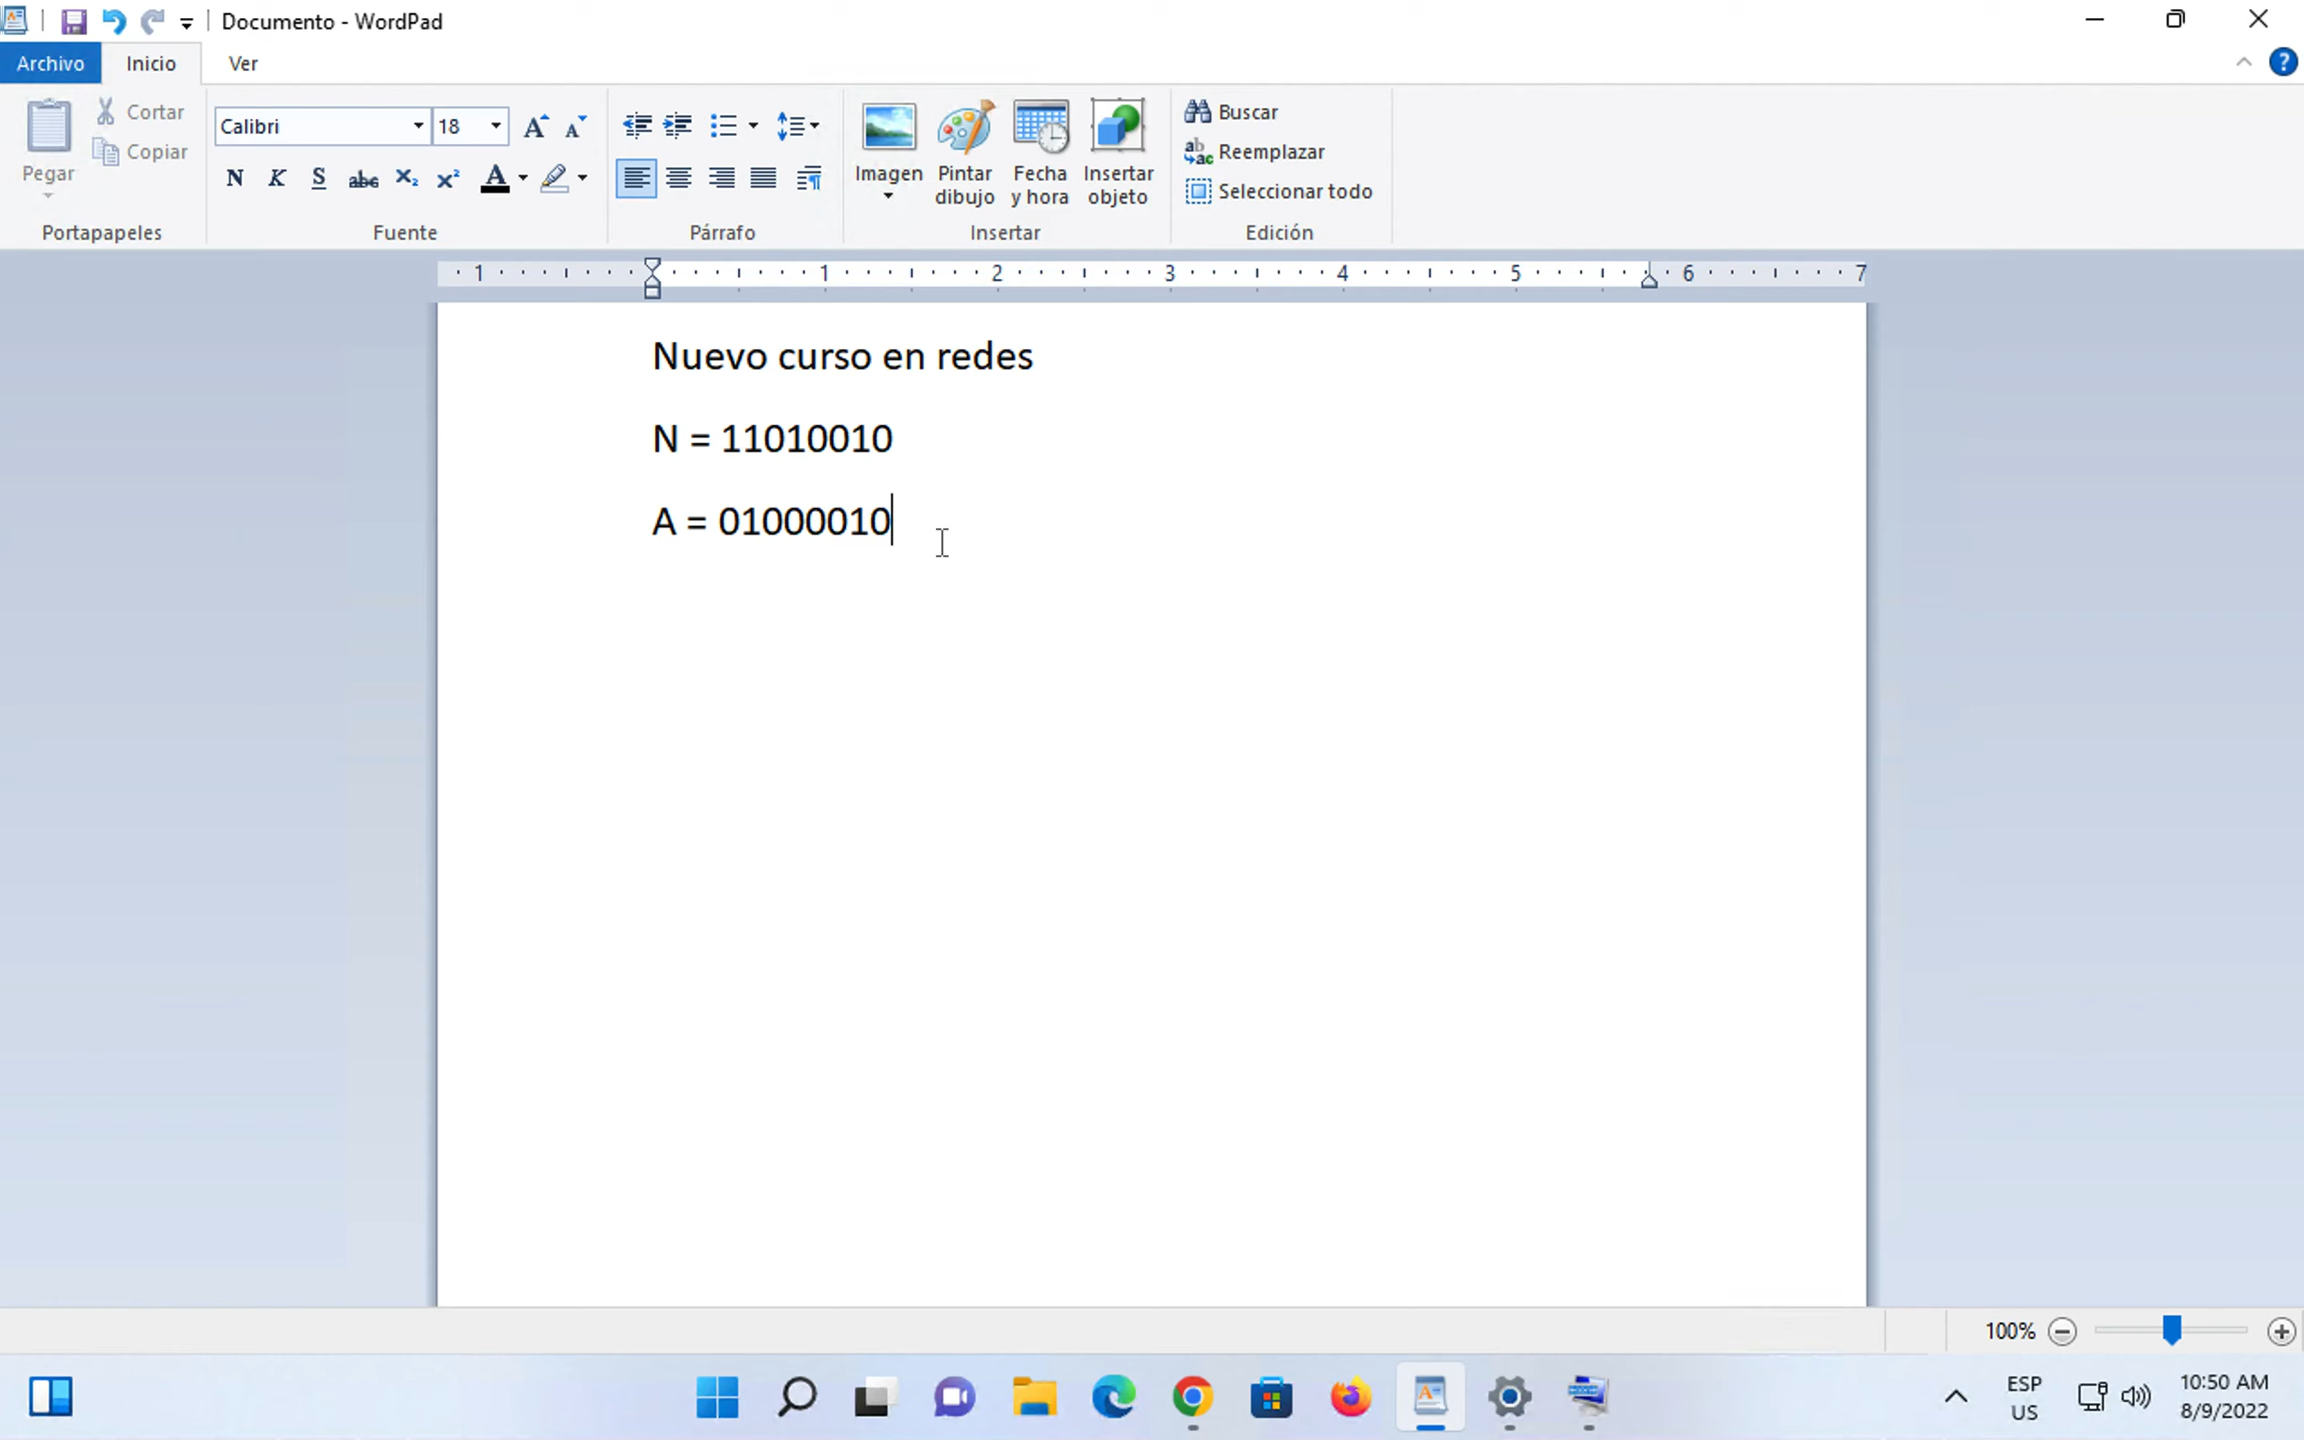 Documento - WordPad
Archivo Inicio Ver
Pegar
Cortar
Copiar
Portapapeles
Calibri 18
N K S abc X₂ X² A
Fuente
Párrafo
Imagen
Pintar dibujo
Fecha y hora
Insertar objeto
Insertar
Buscar
Reemplazar
Seleccionar todo
Edición
1 1 2 3 4 5 6 7
Nuevo curso en redes
N = 11010010
A = 01000010
100%
ESP
US
10:50 AM
8/9/2022